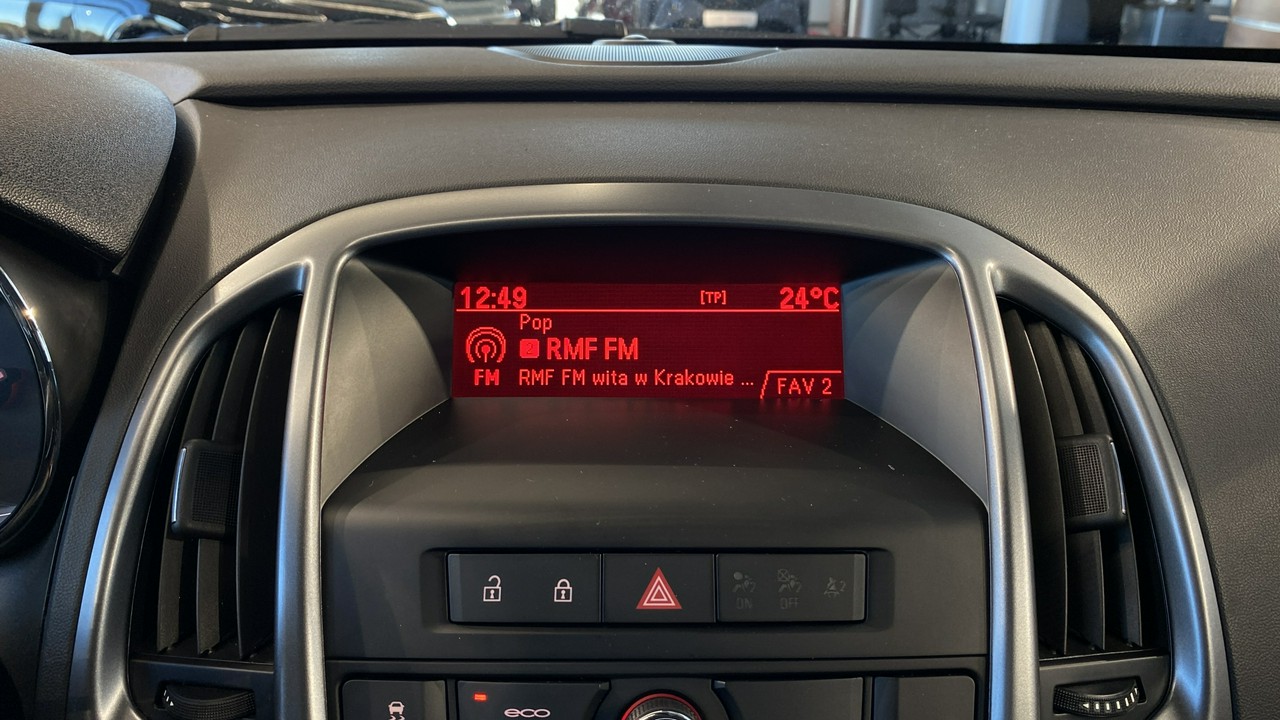 12:49 [TP] 24°C
Pop
RMF FM
FM RMF FM wita w Krakowie ... FAV 2
ON OFF
eco